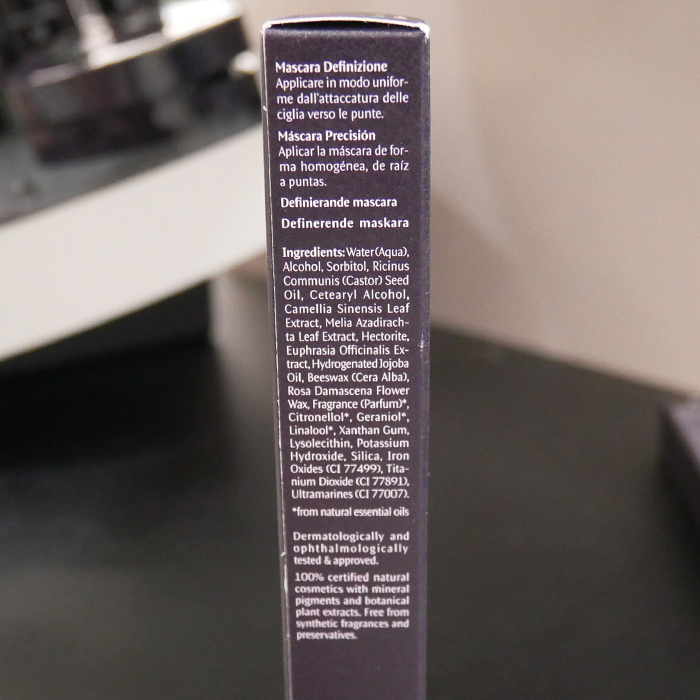 Mascara Definizione
Applicare in modo unifor-
me dall'attaccatura delle
ciglia verso le punte.
Máscara Precisión
Aplicar la máscara de for-
ma homogénea, de raíz
a puntas.
Definierande mascara
Definerende maskara
Ingredients: Water (Aqua),
Alcohol, Sorbitol, Ricinus
Communis (Castor) Seed
Oil, Cetearyl Alcohol,
Camellia Sinensis Leaf
Extract, Melia Azadirach-
ta Leaf Extract, Hectorite,
Euphrasia Officinalis Ex-
tract, Hydrogenated Jojoba
Oil, Beeswax (Cera Alba),
Rosa Damascena Flower
Wax, Fragrance (Parfum)*,
Citronellol*, Geraniol*,
Linalool*, Xanthan Gum,
Lysolecithin, Potassium
Hydroxide, Silica, Iron
Oxides (CI 77499), Tita-
nium Dioxide (CI 77891),
Ultramarines (CI 77007).
*from natural essential oils
Dermatologically and
ophthalmologically
tested & approved.
100% certified natural
cosmetics with mineral
pigments and botanical
plant extracts. Free from
synthetic fragrances and
preservatives.